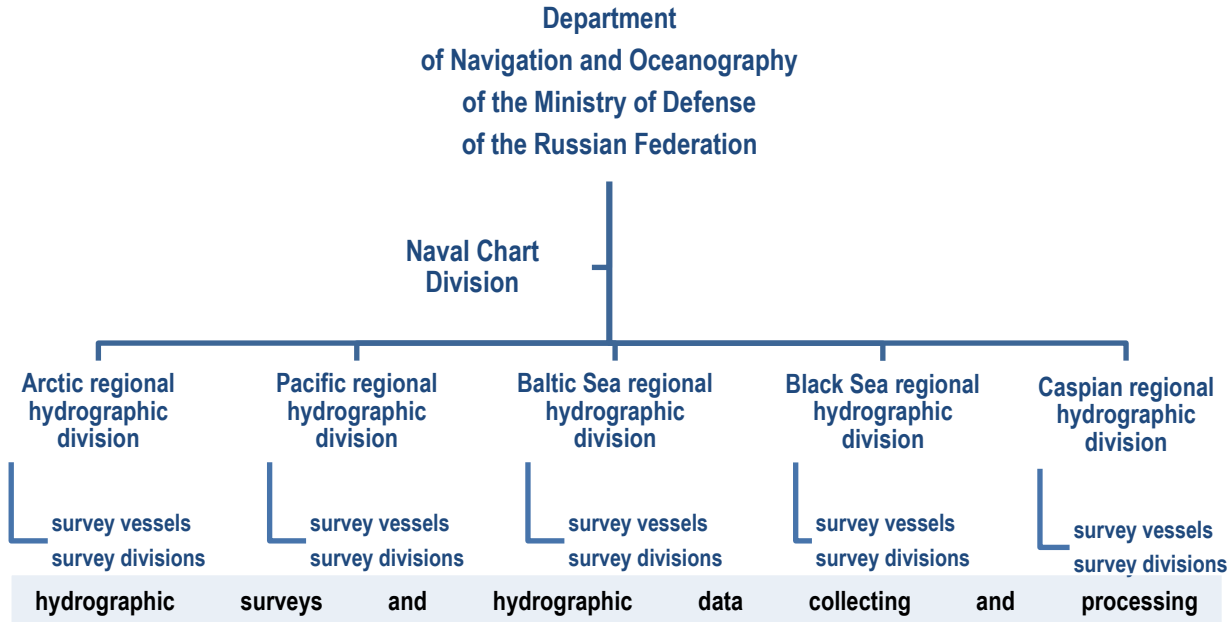 Department
of Navigation and Oceanography
of the Ministry of Defense
of the Russian Federation
Naval Chart
Division
Arctic regional
hydrographic
division
Pacific regional
hydrographic
division
Baltic Sea regional
hydrographic
division
Black Sea regional
hydrographic
division
Caspian regional
hydrographic
division
survey vessels
survey divisions
survey vessels
survey divisions
survey vessels
survey divisions
survey vessels
survey divisions
survey vessels
survey divisions
hydrographic surveys and hydrographic data collecting and processing